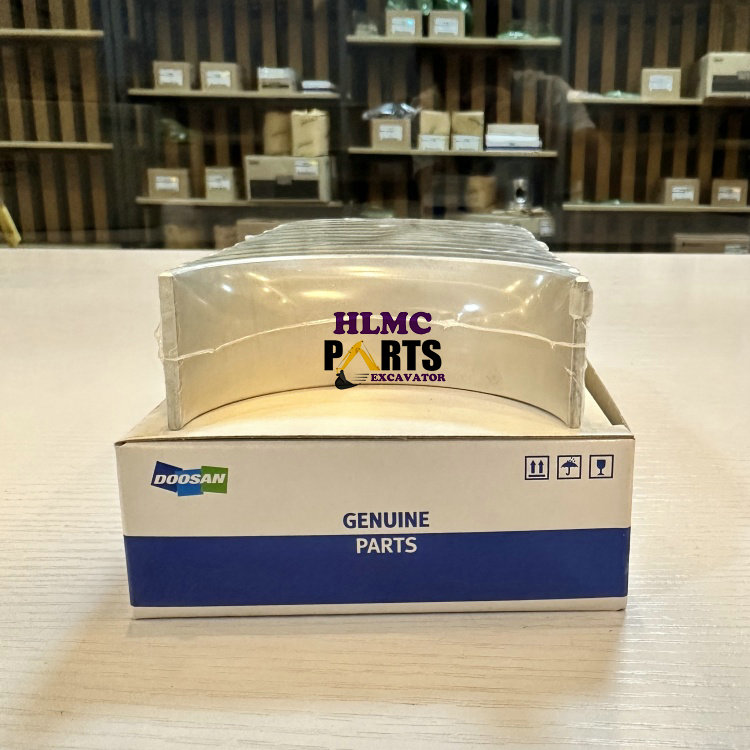 HLMC
PARTS
EXCAVATOR
DOOSAN
GENUINE
PARTS